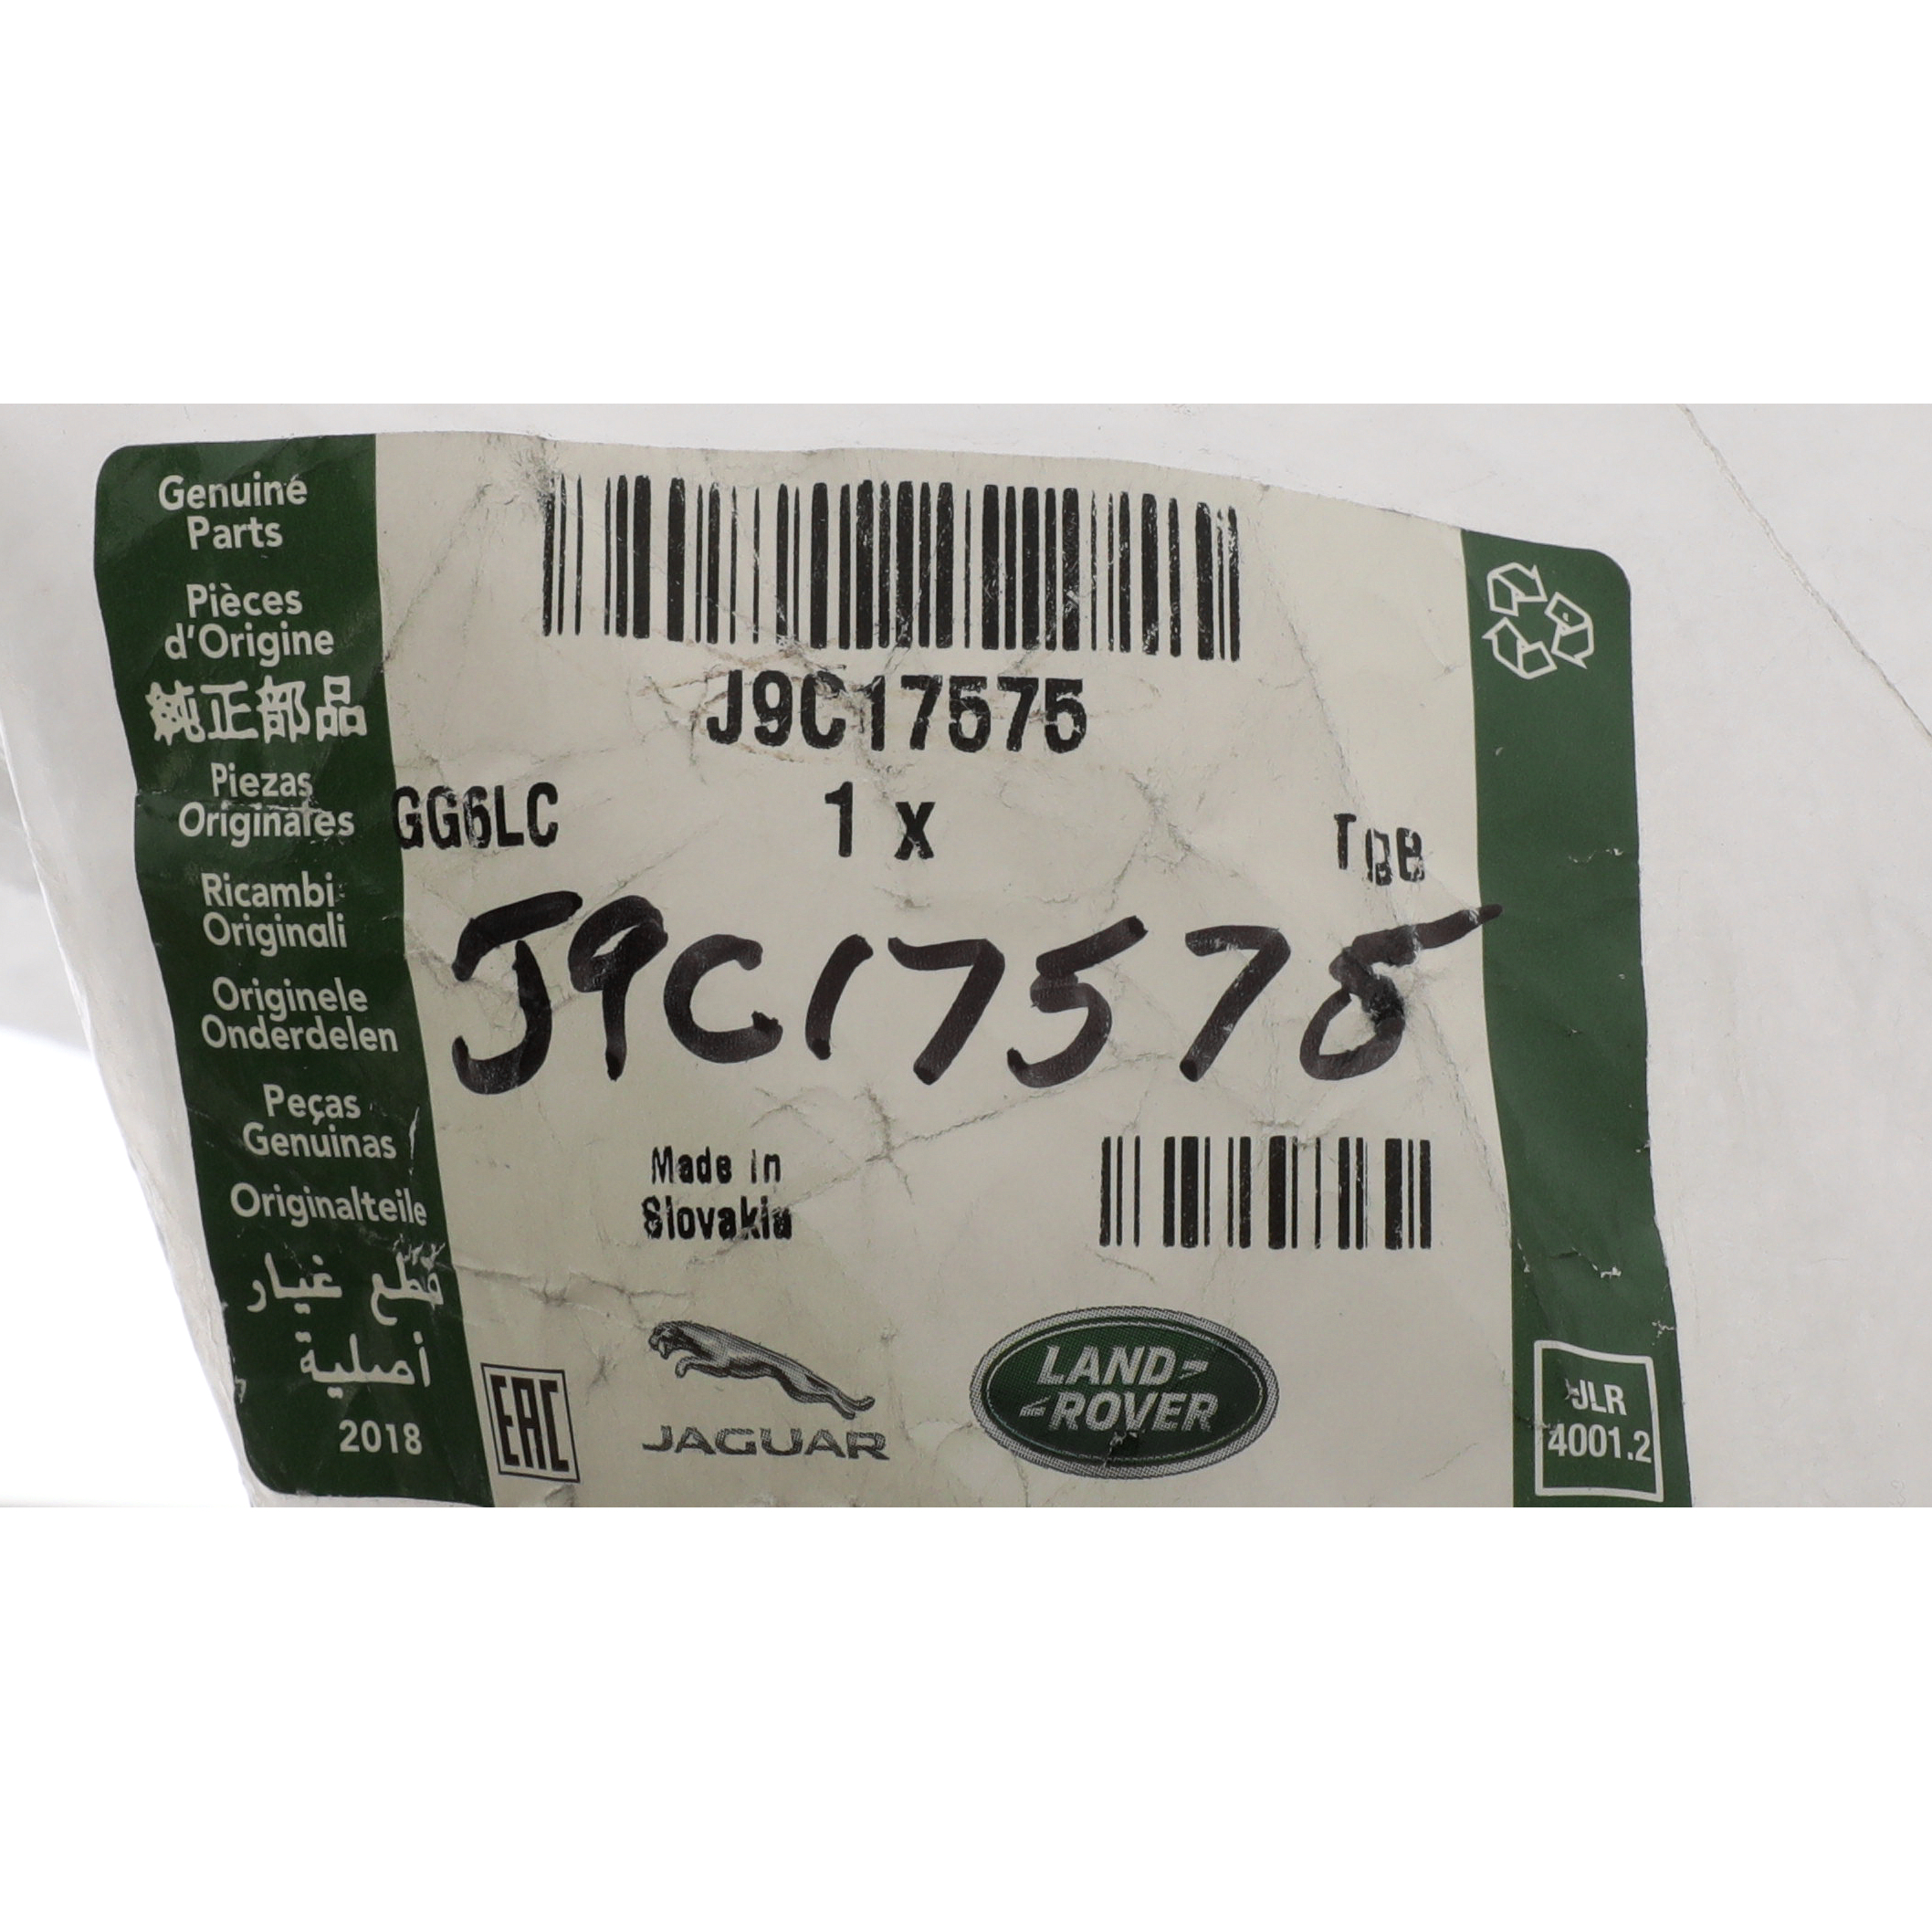 Genuine
Parts
Pièces
d'Origine
純正部品
Piezas
Originales
Ricambi
Originali
Originele
Onderdelen
Peças
Genuinas
Originalteile
قطع غيار
أصلية
2018
J9C17575
GG6LC 1 x
J9C17575
Made in
Slovakia
EAC
JAGUAR
LAND-
-ROVER
JLR
4001.2